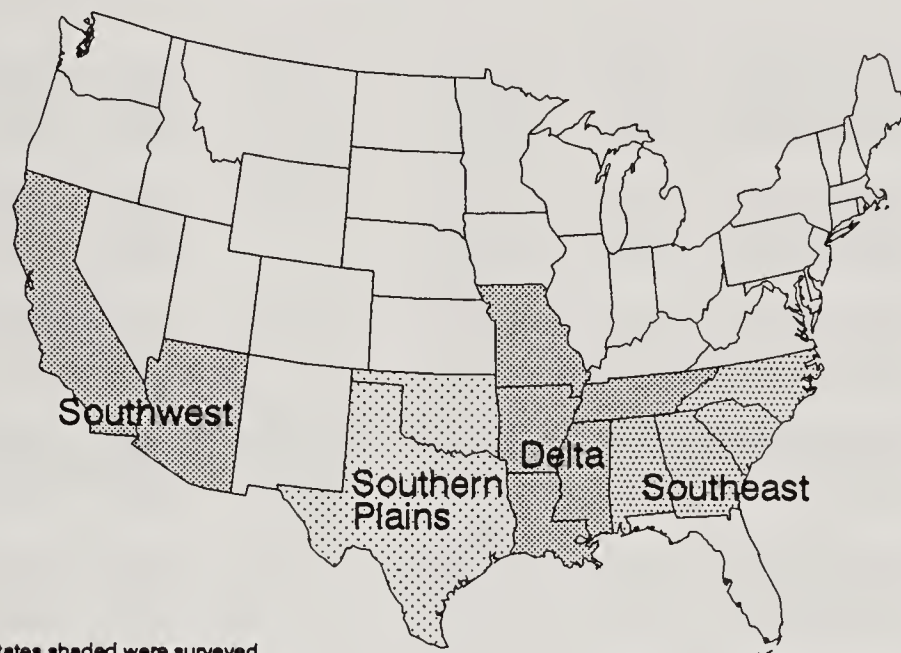 Southwest
Southern
Plains
Delta
Southeast
states shaded were surveyed